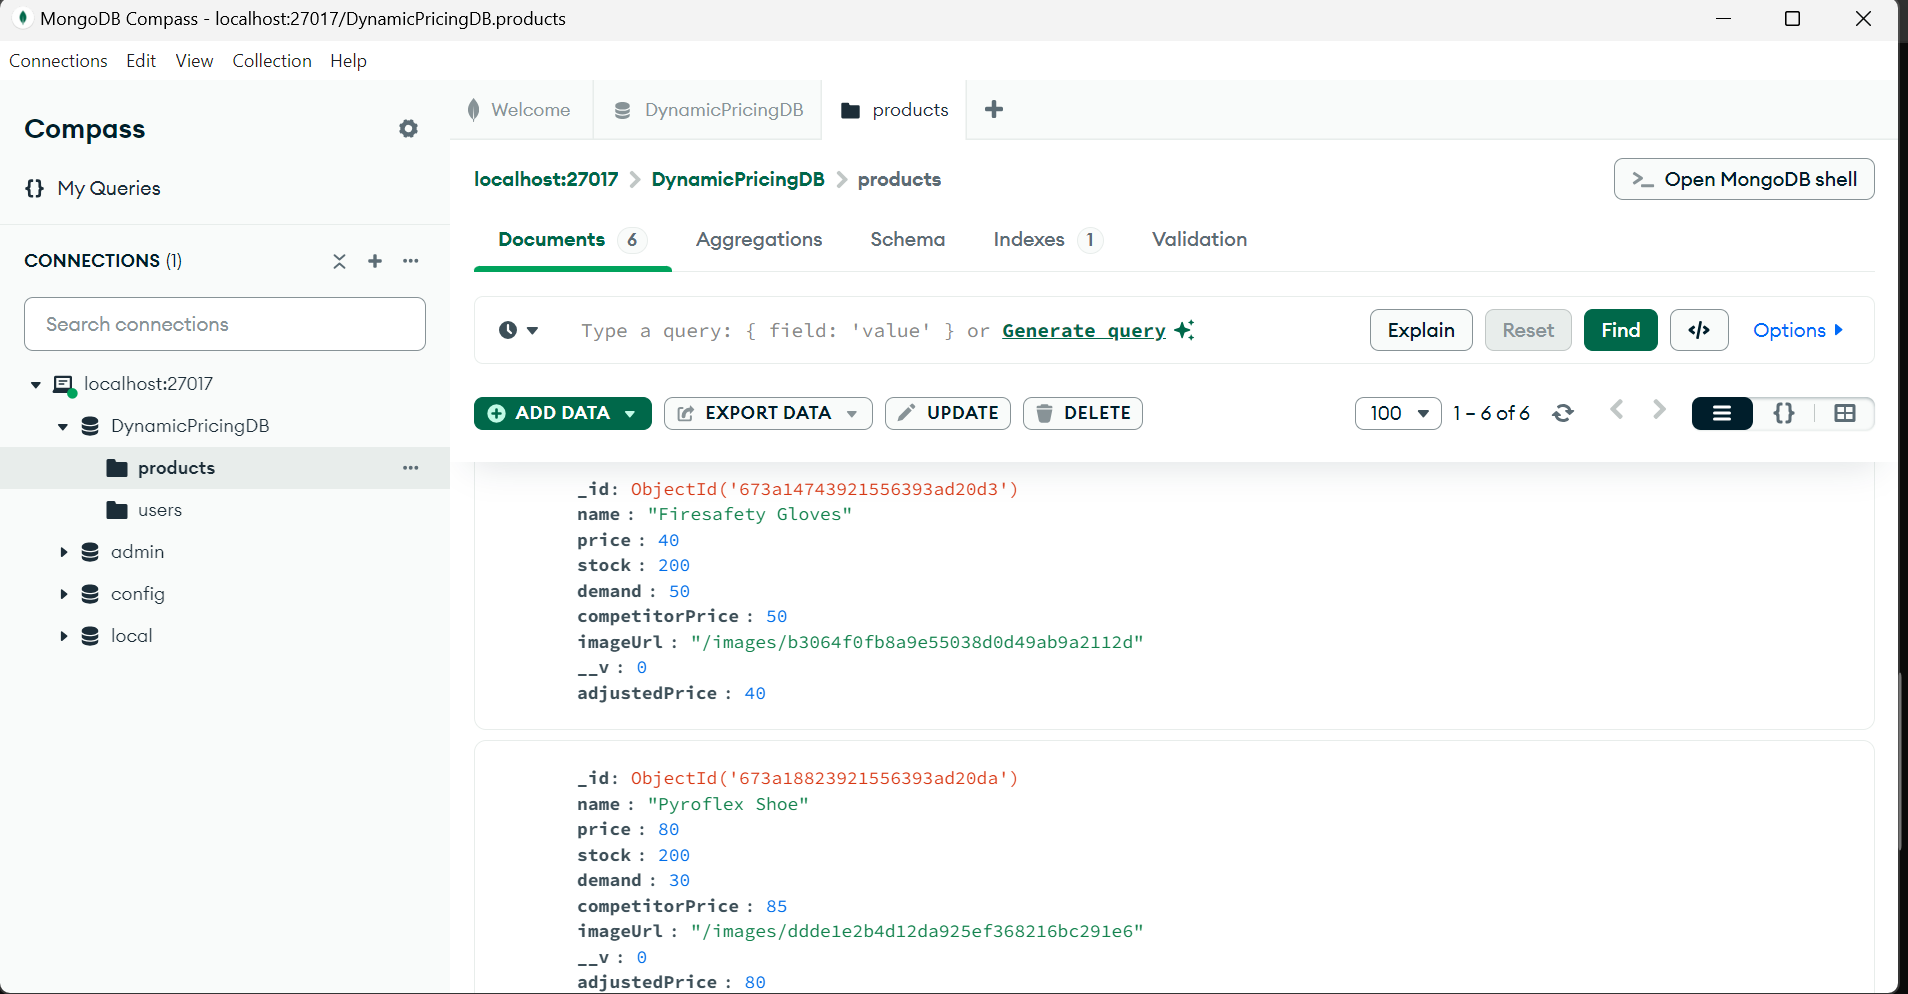 MongoDB Compass - localhost:27017/DynamicPricingDB.products
Connections Edit View Collection Help
Compass
{} My Queries
CONNECTIONS (1)
Search connections
localhost:27017
DynamicPricingDB
products
users
admin
config
local
Welcome DynamicPricingDB products
localhost:27017 > DynamicPricingDB > products
>_ Open MongoDB shell
Documents 6 Aggregations Schema Indexes 1 Validation
Type a query: { field: 'value' } or Generate query Explain Reset Find </> Options
ADD DATA EXPORT DATA UPDATE DELETE 100 1 – 6 of 6 {}
_id: ObjectId('673a14743921556393ad20d3')
name : "Firesafety Gloves"
price : 40
stock : 200
demand : 50
competitorPrice : 50
imageUrl : "/images/b3064f0fb8a9e55038d0d49ab9a2112d"
__v : 0
adjustedPrice : 40
_id: ObjectId('673a18823921556393ad20da')
name : "Pyroflex Shoe"
price : 80
stock : 200
demand : 30
competitorPrice : 85
imageUrl : "/images/ddde1e2b4d12da925ef368216bc291e6"
__v : 0
adjustedPrice : 80